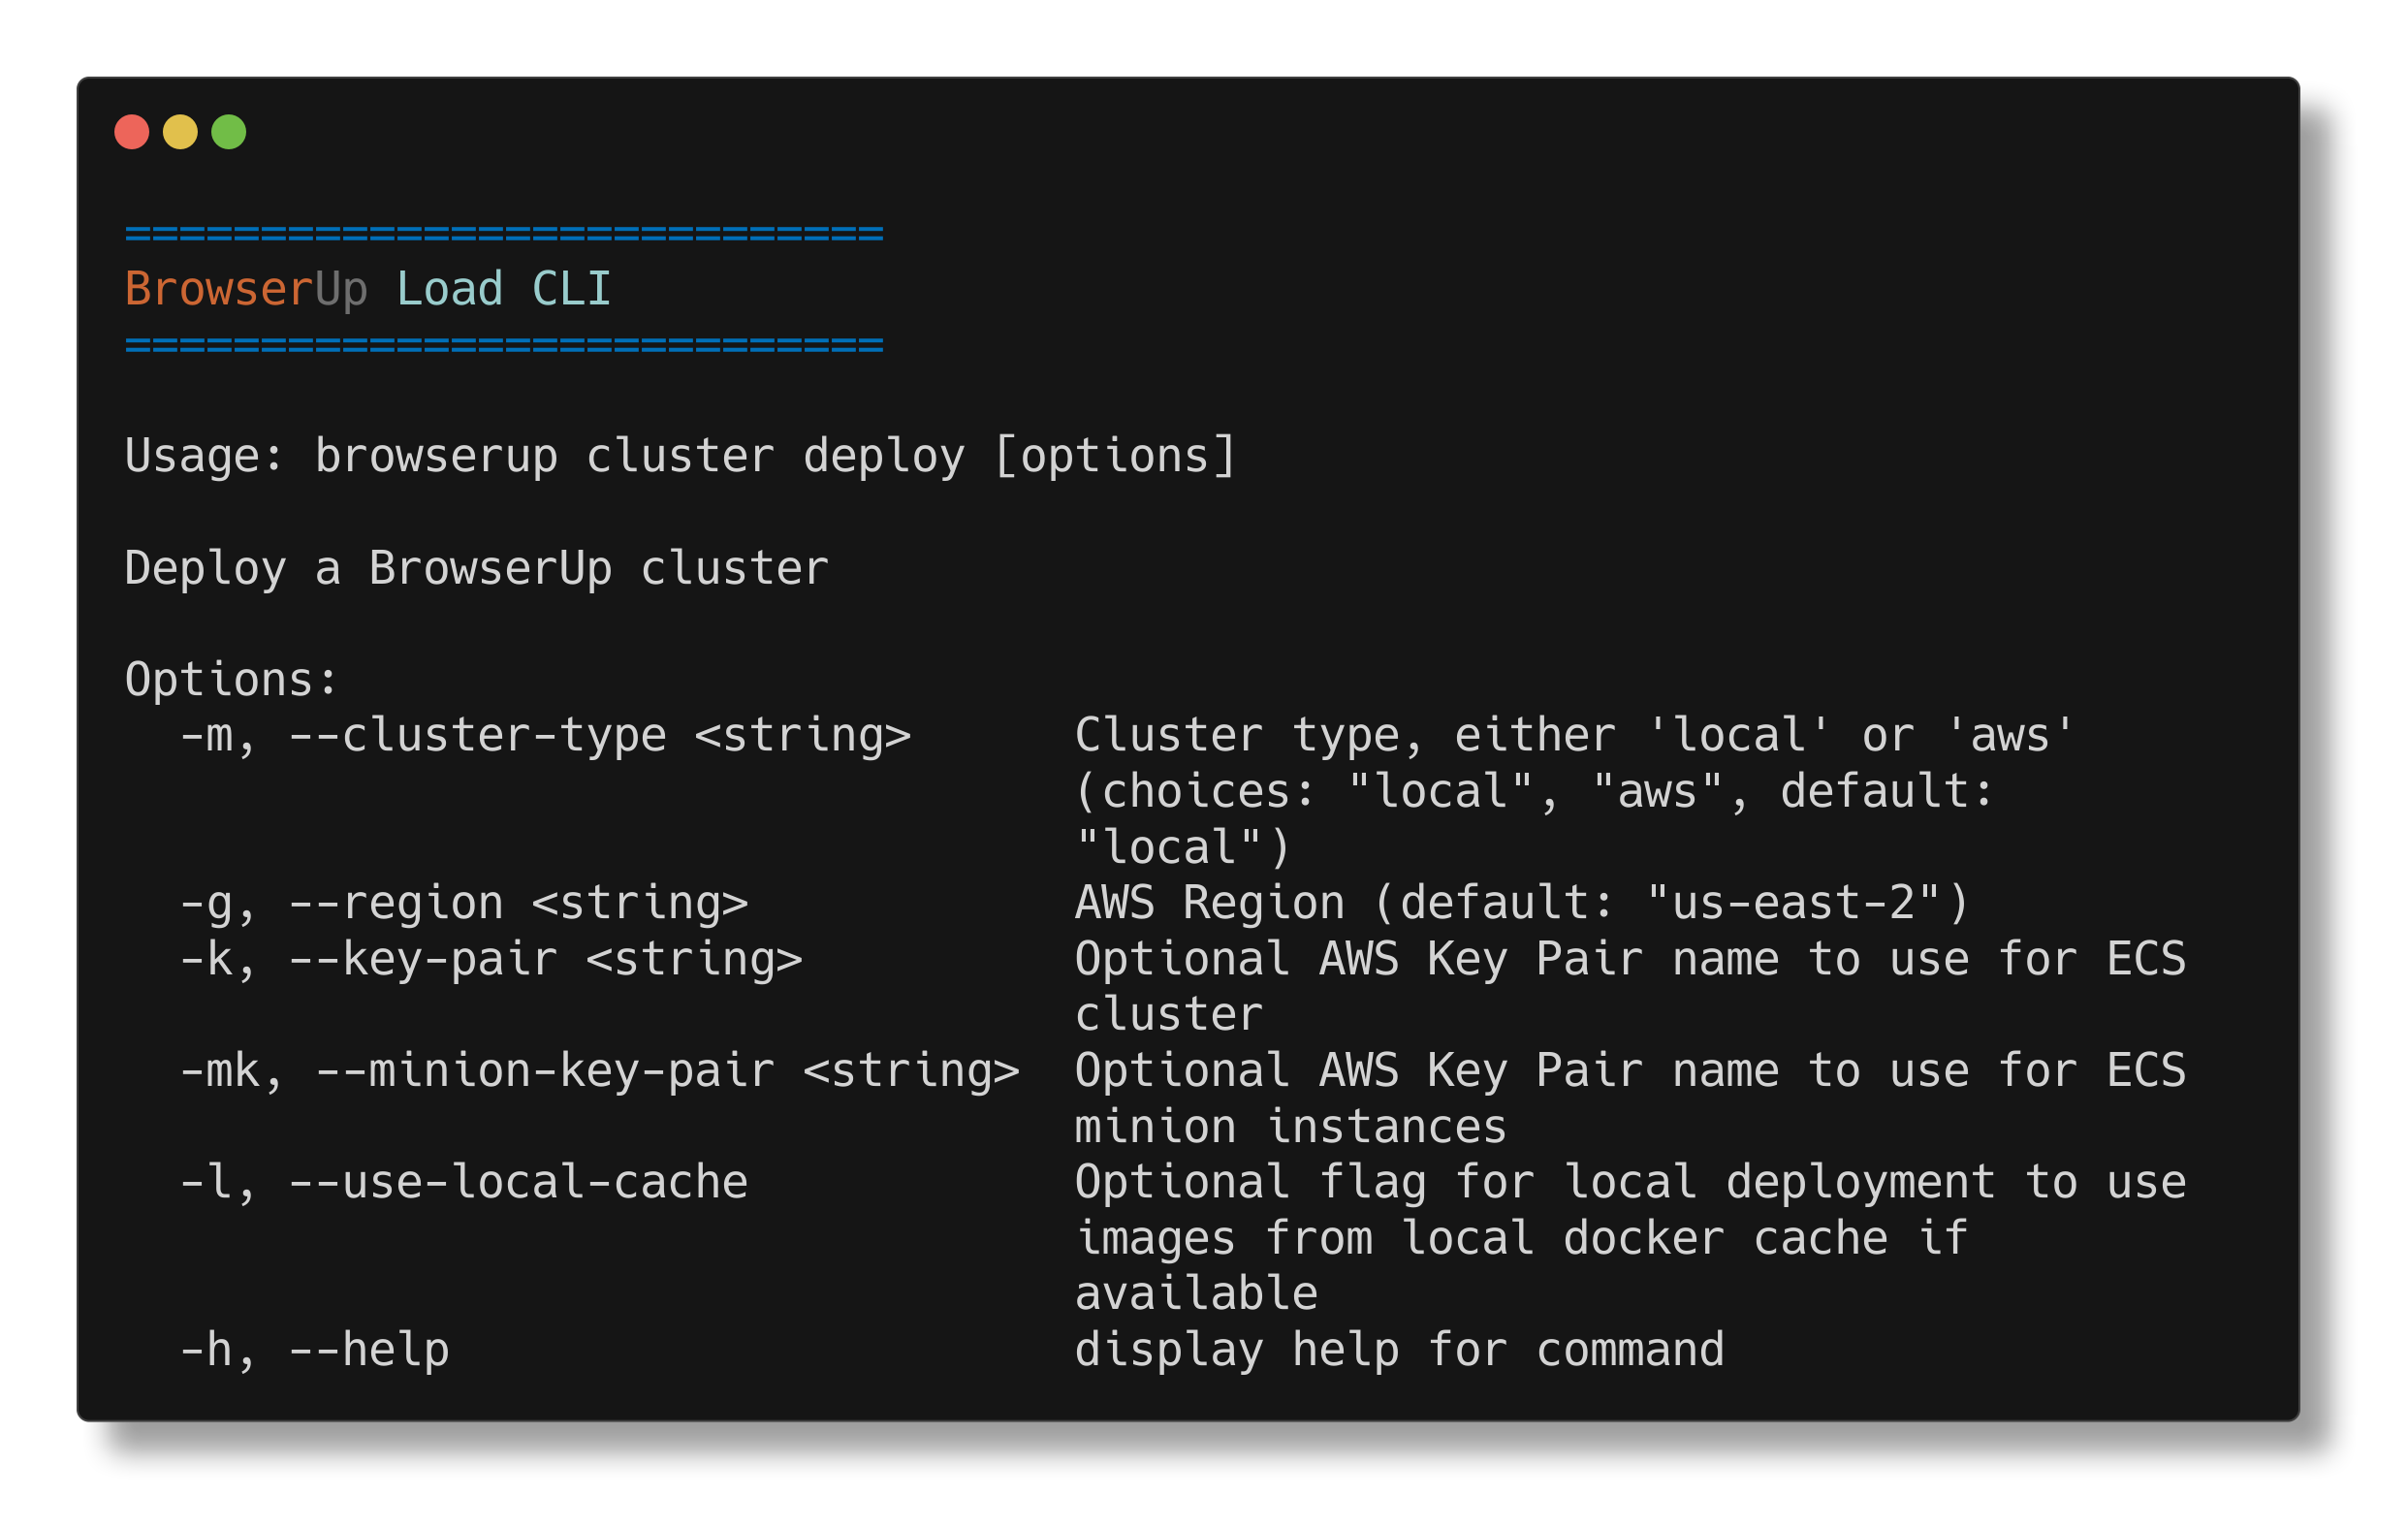 ============================
BrowserUp Load CLI
============================
Usage: browserup cluster deploy [options]
Deploy a BrowserUp cluster
Options:
  -m, --cluster-type <string>      Cluster type, either 'local' or 'aws'
                                   (choices: "local", "aws", default:
                                   "local")
  -g, --region <string>            AWS Region (default: "us-east-2")
  -k, --key-pair <string>          Optional AWS Key Pair name to use for ECS
                                   cluster
  -mk, --minion-key-pair <string>  Optional AWS Key Pair name to use for ECS
                                   minion instances
  -l, --use-local-cache            Optional flag for local deployment to use
                                   images from local docker cache if
                                   available
  -h, --help                       display help for command